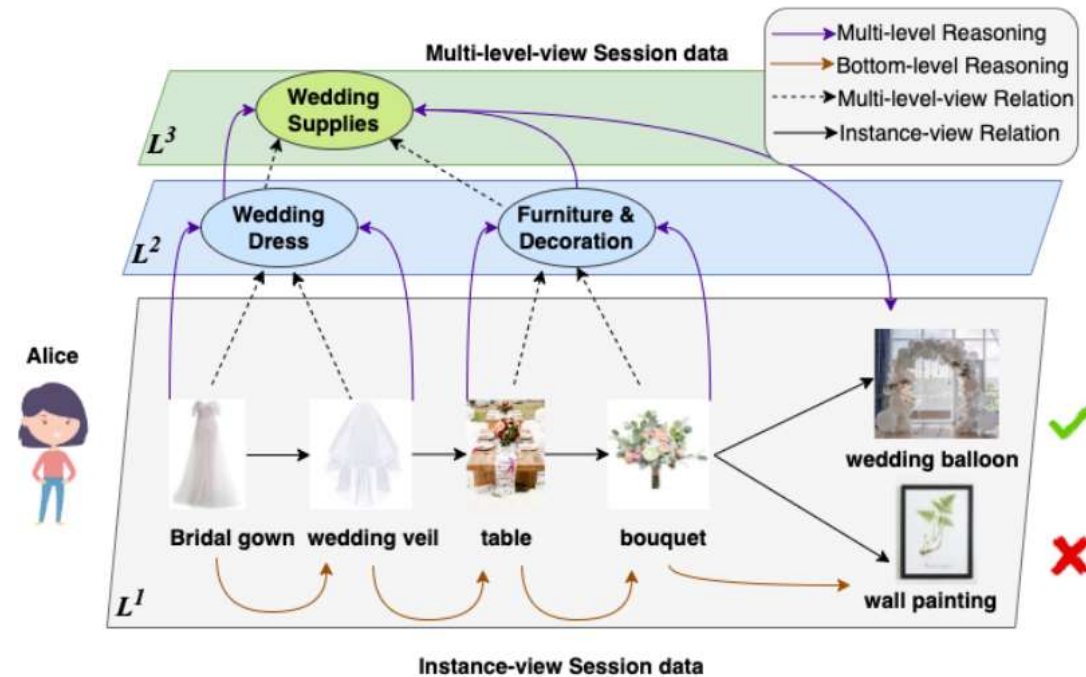 Multi-level-view Session data
Multi-level Reasoning
Bottom-level Reasoning
Multi-level-view Relation
Instance-view Relation
Wedding
Supplies
L³
Wedding
Dress
Furniture &
Decoration
L²
Alice
wedding balloon
Bridal gown
wedding veil
table
bouquet
wall painting
L¹
Instance-view Session data